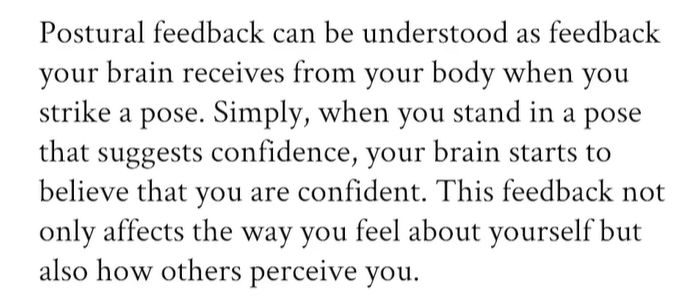 Postural feedback can be understood as feedback
your brain receives from your body when you
strike a pose. Simply, when you stand in a pose
that suggests confidence, your brain starts to
believe that you are confident. This feedback not
only affects the way you feel about yourself but
also how others perceive you.